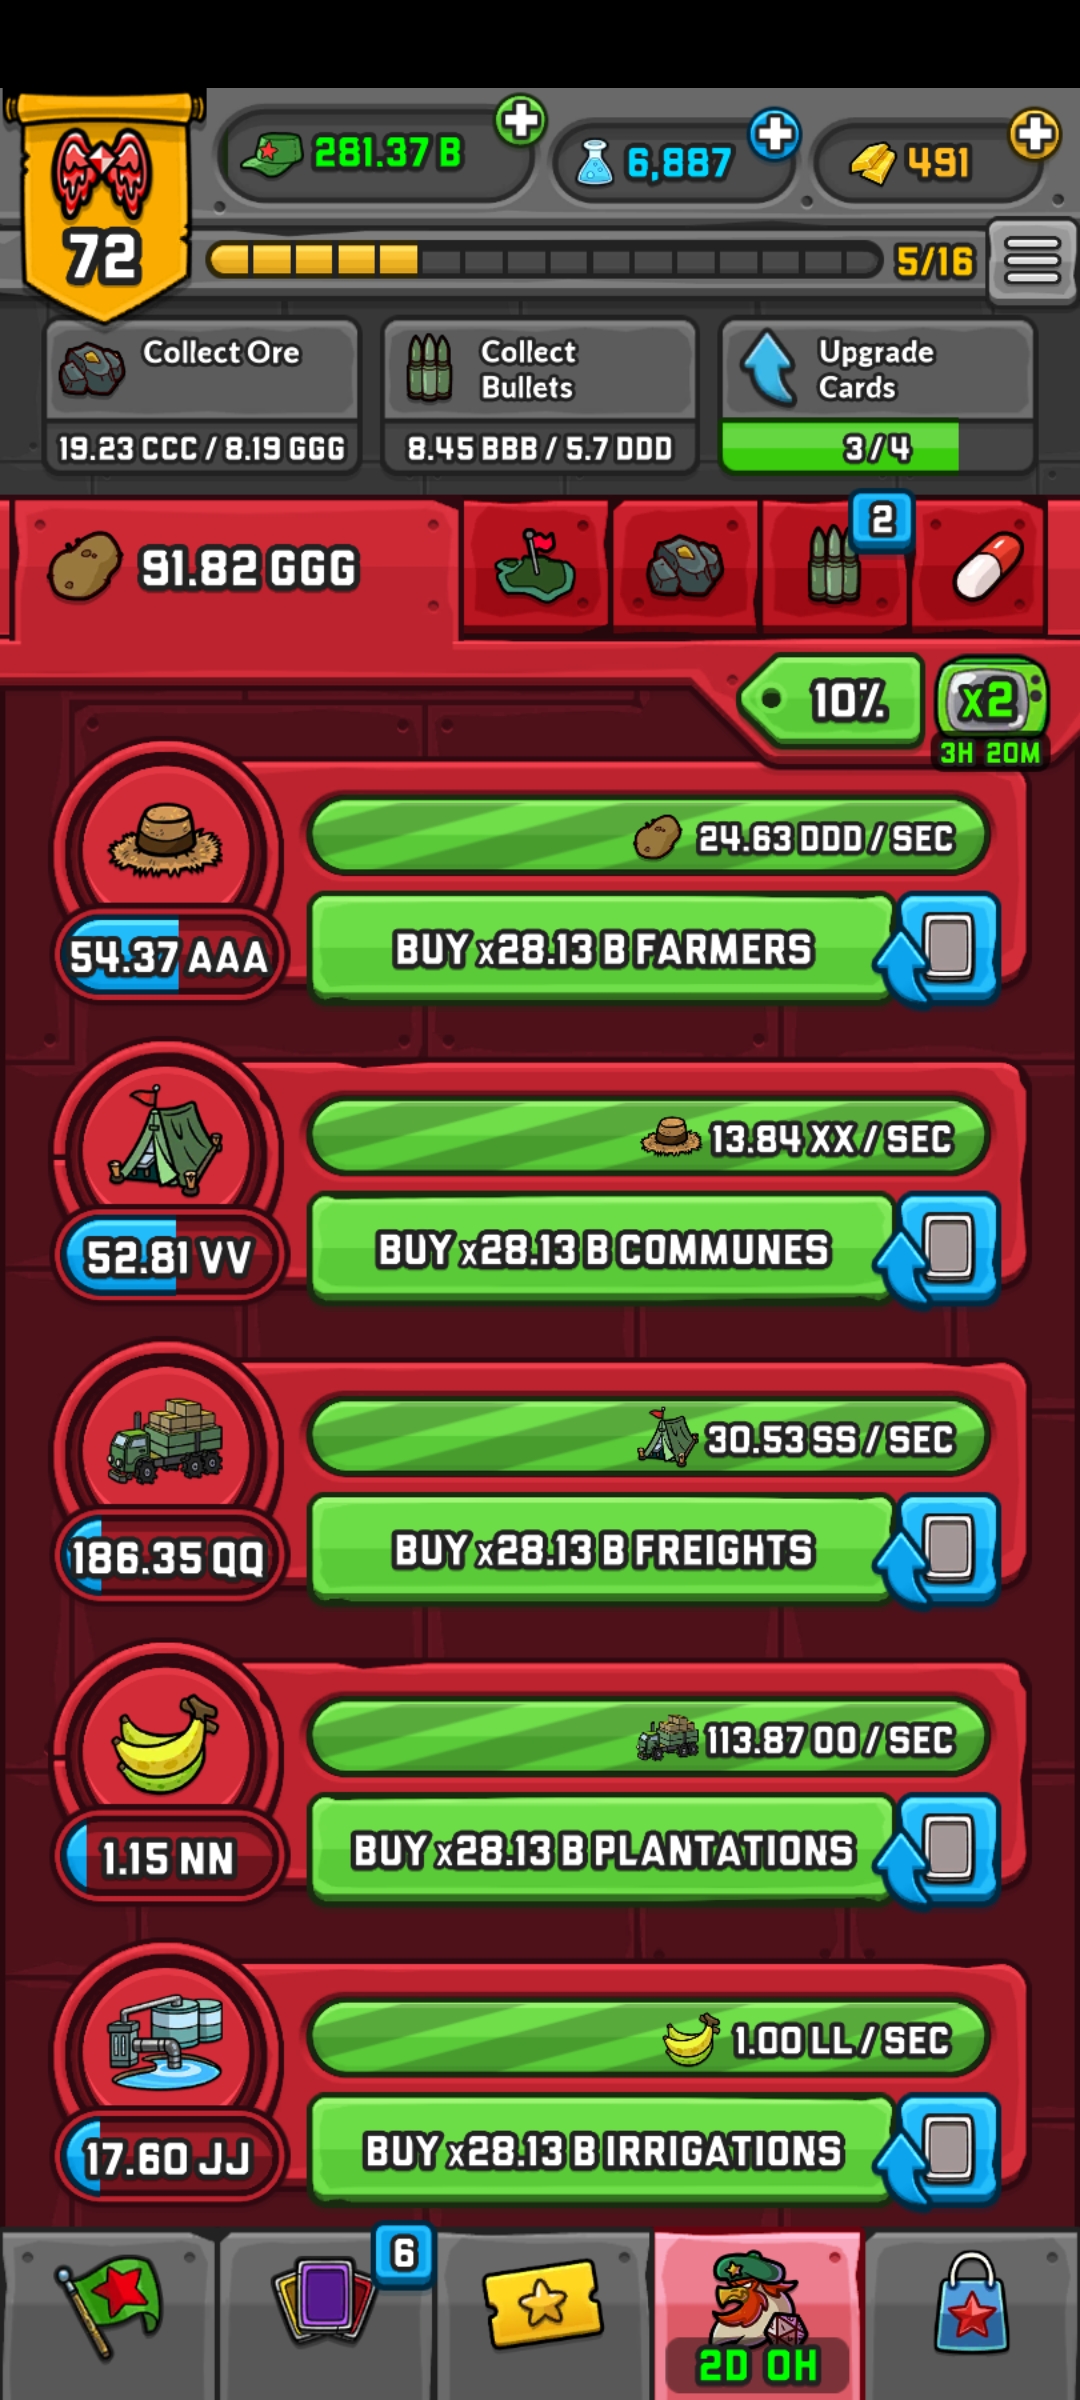 72
281.37 B
6,887
491
5/16
Collect Ore
19.23 CCC / 8.19 GGG
Collect
Bullets
8.45 BBB / 5.7 DDD
Upgrade
Cards
3/4
91.82 GGG
2
10%
x2
3H 20M
24.63 DDD / SEC
54.37 AAA
BUY x28.13 B FARMERS
13.84 XX / SEC
52.81 VV
BUY x28.13 B COMMUNES
30.53 SS / SEC
186.35 QQ
BUY x28.13 B FREIGHTS
113.87 OO / SEC
1.15 NN
BUY x28.13 B PLANTATIONS
1.00 LL / SEC
17.60 JJ
BUY x28.13 B IRRIGATIONS
6
2D 0H